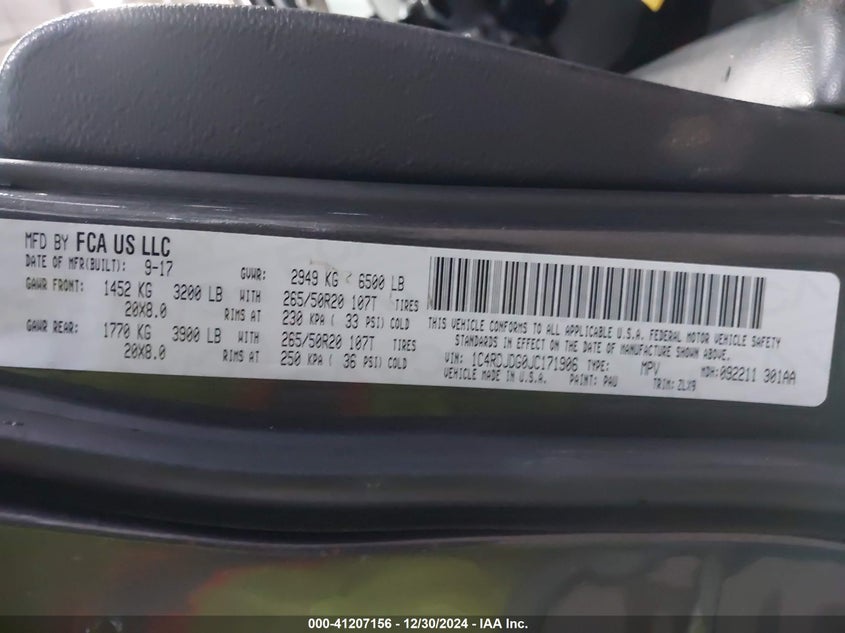 MFD BY FCA US LLC
DATE OF MFR(BUILT): 9-17 GVWR: 2949 KG 6500 LB
GAWR FRONT: 1452 KG 3200 LB WITH 265/50R20 107T TIRES
20X8.0 RIMS AT 230 KPA ( 33 PSI) COLD
GAWR REAR: 1770 KG 3900 LB WITH 265/50R20 107T TIRES
20X8.0 RIMS AT 250 KPA ( 36 PSI) COLD
THIS VEHICLE CONFORMS TO ALL APPLICABLE U.S.A. FEDERAL MOTOR VEHICLE SAFETY
STANDARDS IN EFFECT ON THE DATE OF MANUFACTURE SHOWN ABOVE.
VIN: 1C4RDJDG0JC171906 TYPE: MPV MDH:092211 301AA
VEHICLE MADE IN U.S.A. PAINT: PAU TRIM: ZLX9
000-41207156 - 12/30/2024 - IAA Inc.